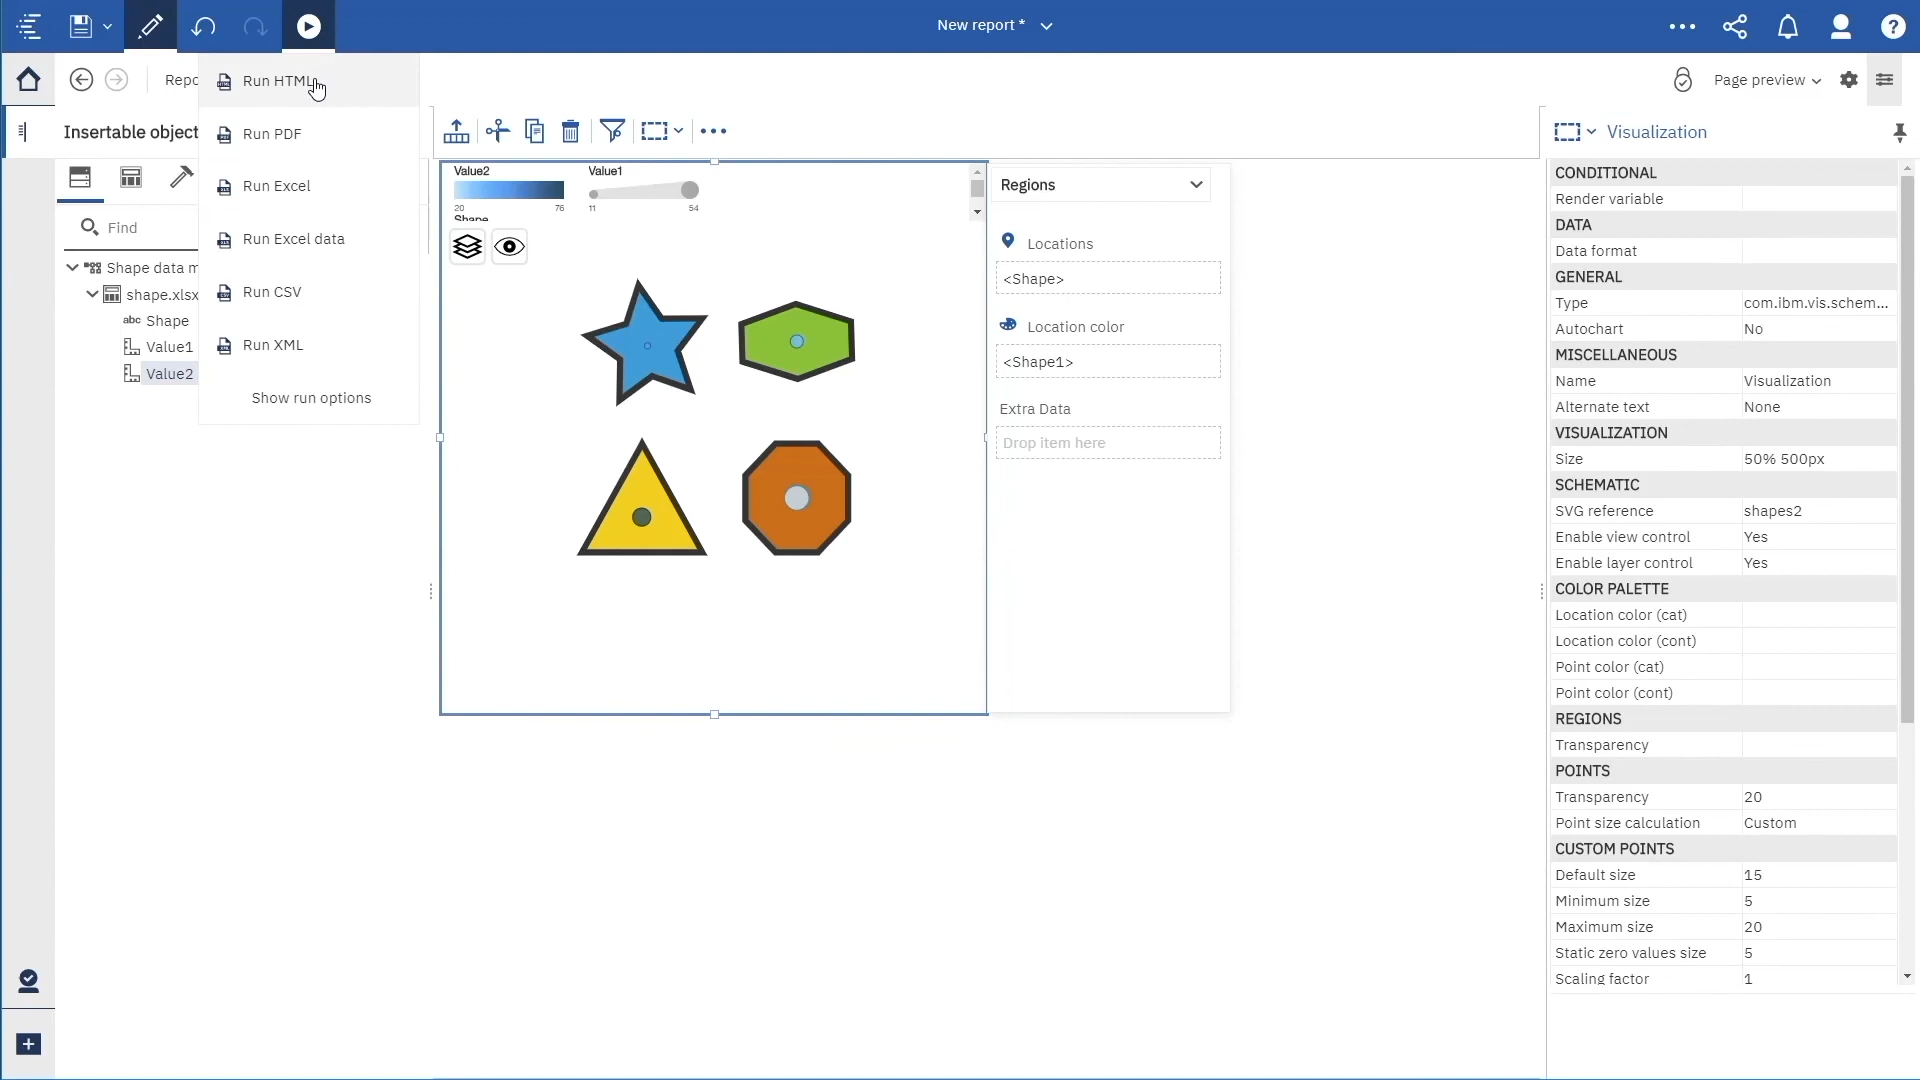 New report *
Repo
Page preview
Run HTML
Run PDF
Run Excel
Run Excel data
Run CSV
Run XML
Show run options
Insertable object
Find
Shape data m
shape.xlsx
abc Shape
Value1
Value2
Value2
20 76
Value1
11 54
Shape
Regions
Locations
<Shape>
Location color
<Shape1>
Extra Data
Drop item here
Visualization
CONDITIONAL
Render variable
DATA
Data format
GENERAL
Type com.ibm.vis.schem...
Autochart No
MISCELLANEOUS
Name Visualization
Alternate text None
VISUALIZATION
Size 50% 500px
SCHEMATIC
SVG reference shapes2
Enable view control Yes
Enable layer control Yes
COLOR PALETTE
Location color (cat)
Location color (cont)
Point color (cat)
Point color (cont)
REGIONS
Transparency
POINTS
Transparency 20
Point size calculation Custom
CUSTOM POINTS
Default size 15
Minimum size 5
Maximum size 20
Static zero values size 5
Scaling factor 1